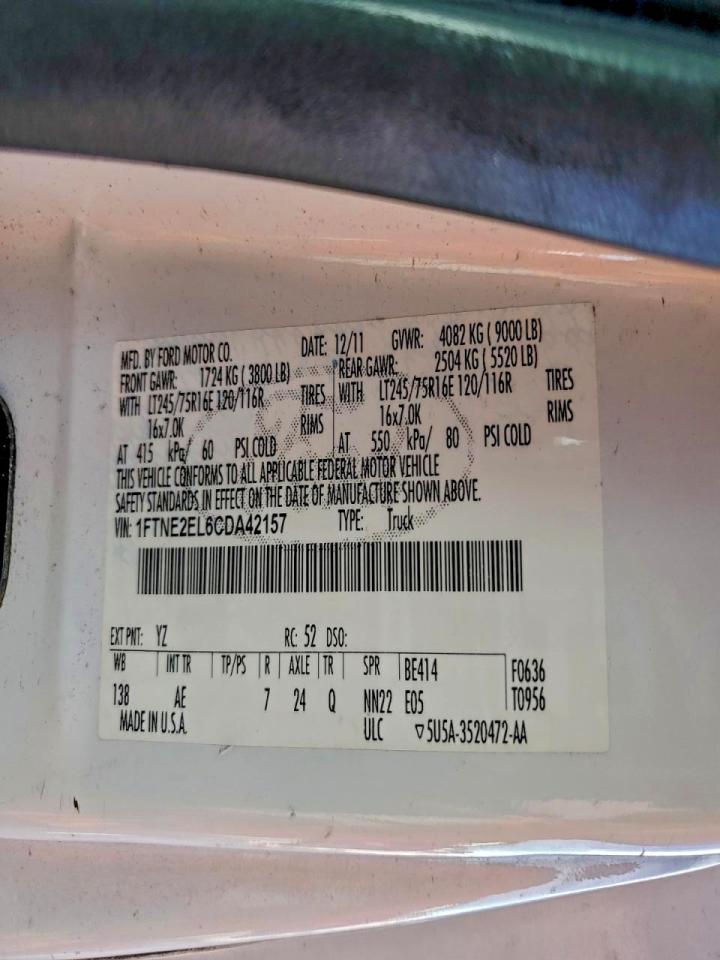 MFD. BY FORD MOTOR CO. DATE: 12/11 GVWR: 4082 KG ( 9000 LB)
FRONT GAWR: 1724 KG ( 3800 LB) REAR GAWR: 2504 KG ( 5520 LB)
WITH LT245/75R16E 120/116R TIRES WITH LT245/75R16E 120/116R TIRES
16x7.0K RIMS 16x7.0K RIMS
AT 415 kPa/ 60 PSI COLD AT 550 kPa/ 80 PSI COLD
THIS VEHICLE CONFORMS TO ALL APPLICABLE FEDERAL MOTOR VEHICLE
SAFETY STANDARDS IN EFFECT ON THE DATE OF MANUFACTURE SHOWN ABOVE.
VIN: 1FTNE2EL6CDA42157 TYPE: Truck
EXT PNT: YZ RC: 52 DSO:
WB INT TR TP/PS R AXLE TR SPR BE414 F0636
138 AE 7 24 Q NN22 E05 T0956
MADE IN U.S.A. ULC ▽5U5A-3520472-AA